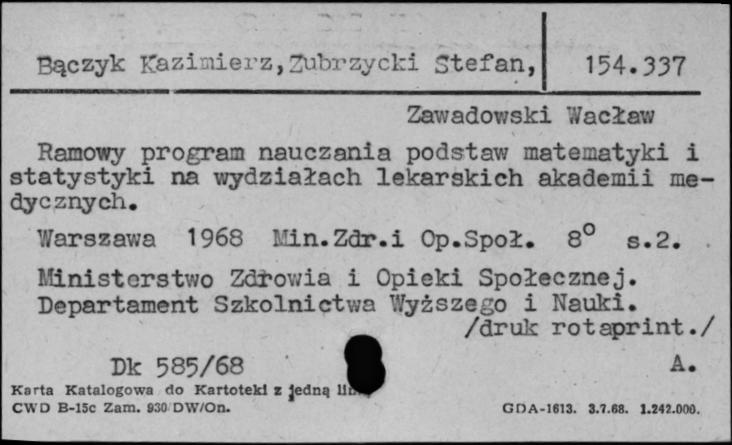 Bączyk Kazimierz, Zubrzycki Stefan, 154.337
Zawadowski Wacław
Ramowy program nauczania podstaw matematyki i
statystyki na wydziałach lekarskich akademii me-
dycznych.
Warszawa 1968 Min.Zdr.i Op.Społ. 8° s.2.
Ministerstwo Zdrowia i Opieki Społecznej.
Departament Szkolnictwa Wyższego i Nauki.
/druk rotaprint./
Dk 585/68 A.
Karta Katalogowa do Kartoteki z jedną
CWD B-15c Zam. 930/DW/On. GDA-1613. 3.7.68. 1.242.000.